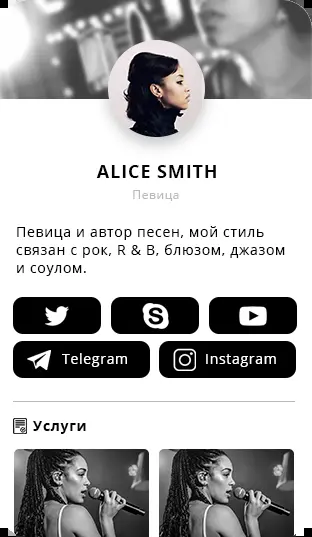 ALICE SMITH
Певица
Певица и автор песен, мой стиль
связан с рок, R & B, блюзом, джазом
и соулом.
Telegram
Instagram
Услуги